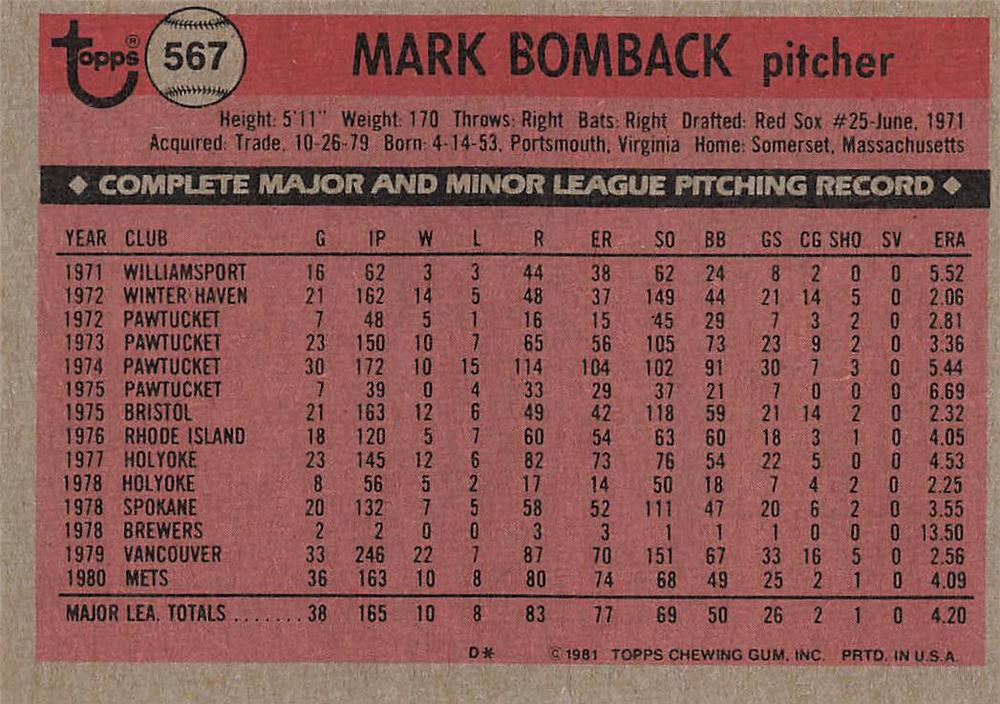 topps® 567 MARK BOMBACK pitcher
Height: 5'11" Weight: 170 Throws: Right Bats: Right Drafted: Red Sox #25-June, 1971
Acquired: Trade, 10-26-79 Born: 4-14-53, Portsmouth, Virginia Home: Somerset, Massachusetts
◆ COMPLETE MAJOR AND MINOR LEAGUE PITCHING RECORD ◆
YEAR CLUB G IP W L R ER SO BB GS CG SHO SV ERA
1971 WILLIAMSPORT 16 62 3 3 44 38 62 24 8 2 0 0 5.52
1972 WINTER HAVEN 21 162 14 5 48 37 149 44 21 14 5 0 2.06
1972 PAWTUCKET 7 48 5 1 16 15 45 29 7 3 2 0 2.81
1973 PAWTUCKET 23 150 10 7 65 56 105 73 23 9 2 0 3.36
1974 PAWTUCKET 30 172 10 15 114 104 102 91 30 7 3 0 5.44
1975 PAWTUCKET 7 39 0 4 33 29 37 21 7 0 0 0 6.69
1975 BRISTOL 21 163 12 6 49 42 118 59 21 14 2 0 2.32
1976 RHODE ISLAND 18 120 5 7 60 54 63 60 18 3 1 0 4.05
1977 HOLYOKE 23 145 12 6 82 73 76 54 22 5 0 0 4.53
1978 HOLYOKE 8 56 5 2 17 14 50 18 7 4 2 0 2.25
1978 SPOKANE 20 132 7 5 58 52 111 47 20 6 2 0 3.55
1978 BREWERS 2 2 0 0 3 3 1 1 1 0 0 0 13.50
1979 VANCOUVER 33 246 22 7 87 70 151 67 33 16 5 0 2.56
1980 METS 36 163 10 8 80 74 68 49 25 2 1 0 4.09
MAJOR LEA. TOTALS .......38 165 10 8 83 77 69 50 26 2 1 0 4.20
D* © 1981 TOPPS CHEWING GUM, INC. PRTD. IN U.S.A.